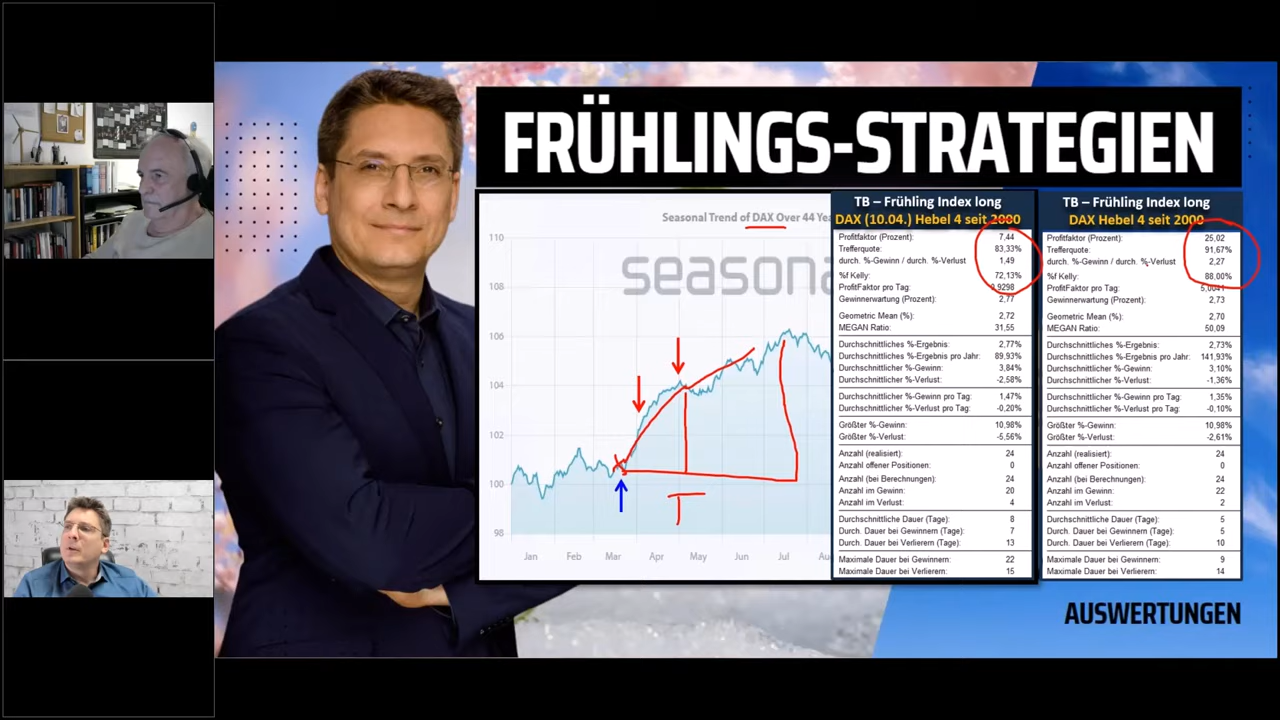 FRÜHLINGS-STRATEGIEN
Seasonal Trend of DAX Over 44
110
108
106
104
102
100
98
Jan
Feb
Mar
Apr
May
Jun
Jul
TB – Frühling Index long
DAX (10.04.) Hebel 4 seit 2000
Profitfaktor (Prozent): 7,44
Trefferquote: 83,33%
durch. %-Gewinn / durch. %-Verlust 1,49
%f Kelly: 72,13%
ProfitFaktor pro Tag:
Gewinnerwartung (Prozent): 2,77
Geometric Mean (%): 2,72
MEGAN Ratio: 31,55
Durchschnittliches %-Ergebnis: 2,77%
Durchschnittliches %-Ergebnis pro Jahr: 89,93%
Durchschnittlicher %-Gewinn: 3,84%
Durchschnittlicher %-Verlust: -2,58%
Durchschnittlicher %-Gewinn pro Tag: 1,47%
Durchschnittlicher %-Verlust pro Tag: -0,20%
Größter %-Gewinn: 10,98%
Größter %-Verlust: -5,56%
Anzahl (realisiert): 24
Anzahl offener Positionen: 0
Anzahl (bei Berechnungen): 24
Anzahl im Gewinn: 20
Anzahl im Verlust: 4
Durchschnittliche Dauer (Tage): 8
Durch. Dauer bei Gewinnern (Tage): 7
Durch. Dauer bei Verlierern (Tage): 13
Maximale Dauer bei Gewinnern: 22
Maximale Dauer bei Verlierern: 15
TB – Frühling Index long
DAX Hebel 4 seit 2000
Profitfaktor (Prozent): 25,02
Trefferquote: 91,67%
durch. %-Gewinn / durch. %-Verlust 2,27
%f Kelly: 88,00%
ProfitFaktor pro Tag:
Gewinnerwartung (Prozent): 2,73
Geometric Mean (%): 2,70
MEGAN Ratio: 50,09
Durchschnittliches %-Ergebnis: 2,73%
Durchschnittliches %-Ergebnis pro Jahr: 141,93%
Durchschnittlicher %-Gewinn: 3,10%
Durchschnittlicher %-Verlust: -1,36%
Durchschnittlicher %-Gewinn pro Tag: 1,35%
Durchschnittlicher %-Verlust pro Tag: -0,10%
Größter %-Gewinn: 10,98%
Größter %-Verlust: -2,61%
Anzahl (realisiert): 24
Anzahl offener Positionen: 0
Anzahl (bei Berechnungen): 24
Anzahl im Gewinn: 22
Anzahl im Verlust: 2
Durchschnittliche Dauer (Tage): 5
Durch. Dauer bei Gewinnern (Tage): 5
Durch. Dauer bei Verlierern (Tage): 10
Maximale Dauer bei Gewinnern: 9
Maximale Dauer bei Verlierern: 14
AUSWERTUNGEN